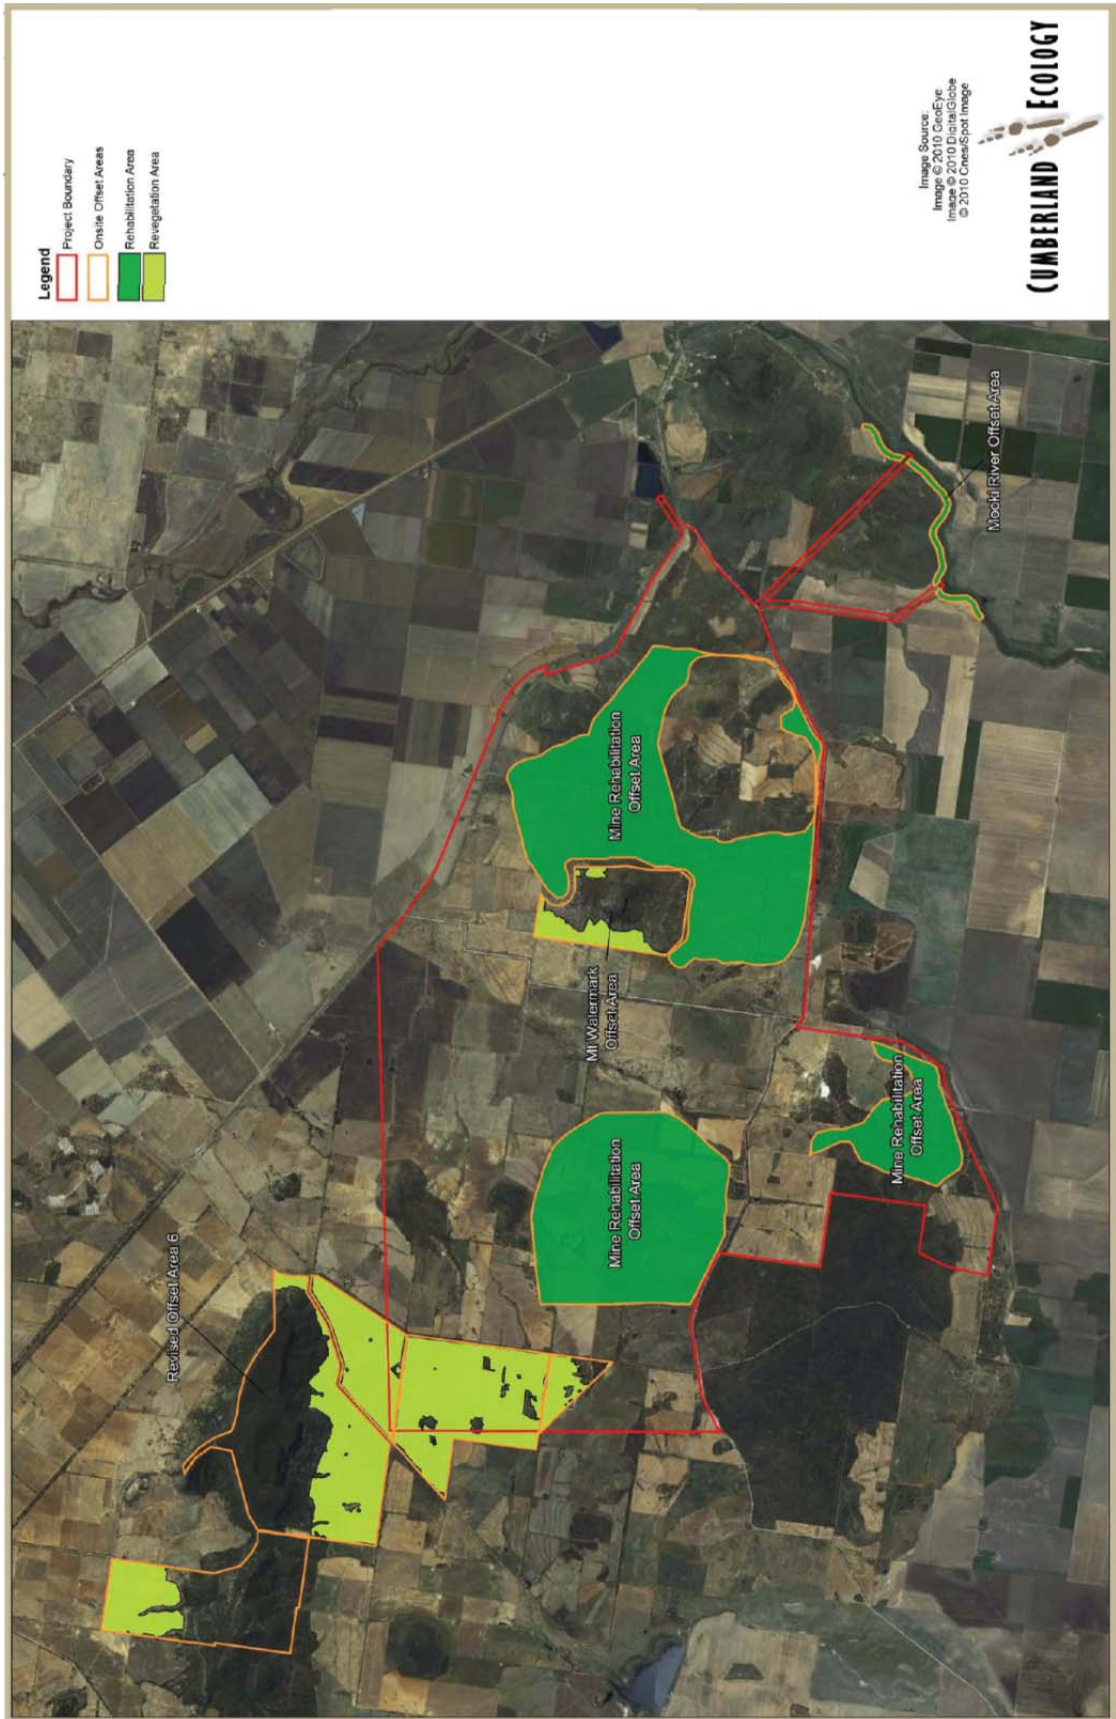 Legend
Project Boundary
Onsite Offset Areas
Rehabilitation Area
Revegetation Area
Image Source:
Image © 2010 GeoEye
Image © 2010 DigitalGlobe
© 2010 Cnes/Spot Image
CUMBERLAND ECOLOGY
Revised Offset Area 6
Mine Rehabilitation
Offset Area
Mt Watermark
Offset Area
Mine Rehabilitation
Offset Area
Mine Rehabilitation
Offset Area
Mooki River Offset Area